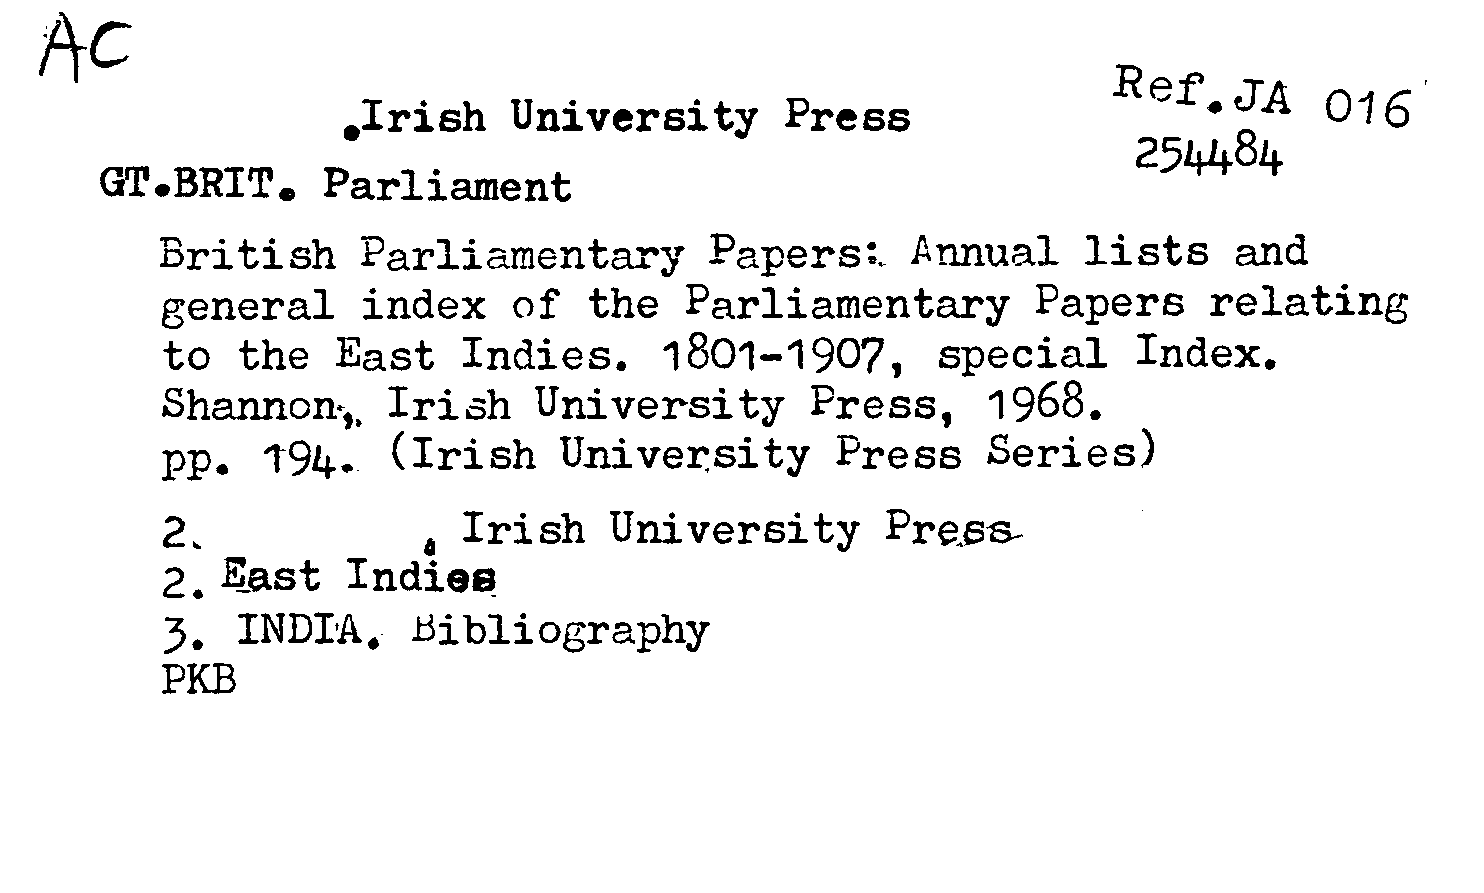 AC
.Irish University Press
Ref.JA 016
254484
GT.BRIT. Parliament
British Parliamentary Papers: Annual lists and
general index of the Parliamentary Papers relating
to the East Indies. 1801-1907, special Index.
Shannon, Irish University Press, 1968.
pp. 194. (Irish University Press Series)
2. . Irish University Press
2. East Indies
3. INDIA. Bibliography
PKB